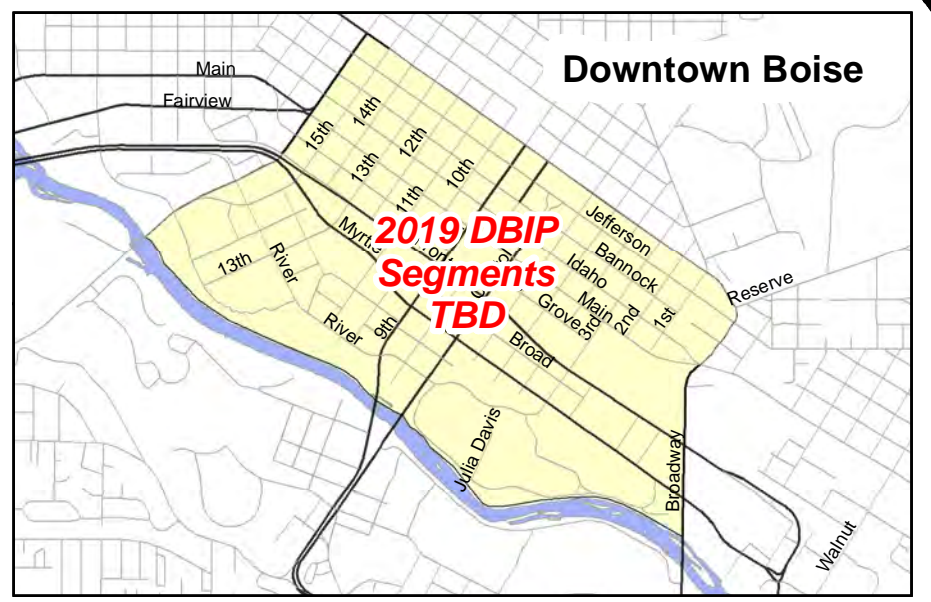 Downtown Boise
Main
Fairview
15th
14th
13th
12th
11th
10th
Jefferson
Bannock
Idaho
Main
Grove
3rd
2nd
1st
Reserve
2019 DBIP
Segments
TBD
13th
River
River
9th
Broad
Julia Davis
Broadway
Walnut